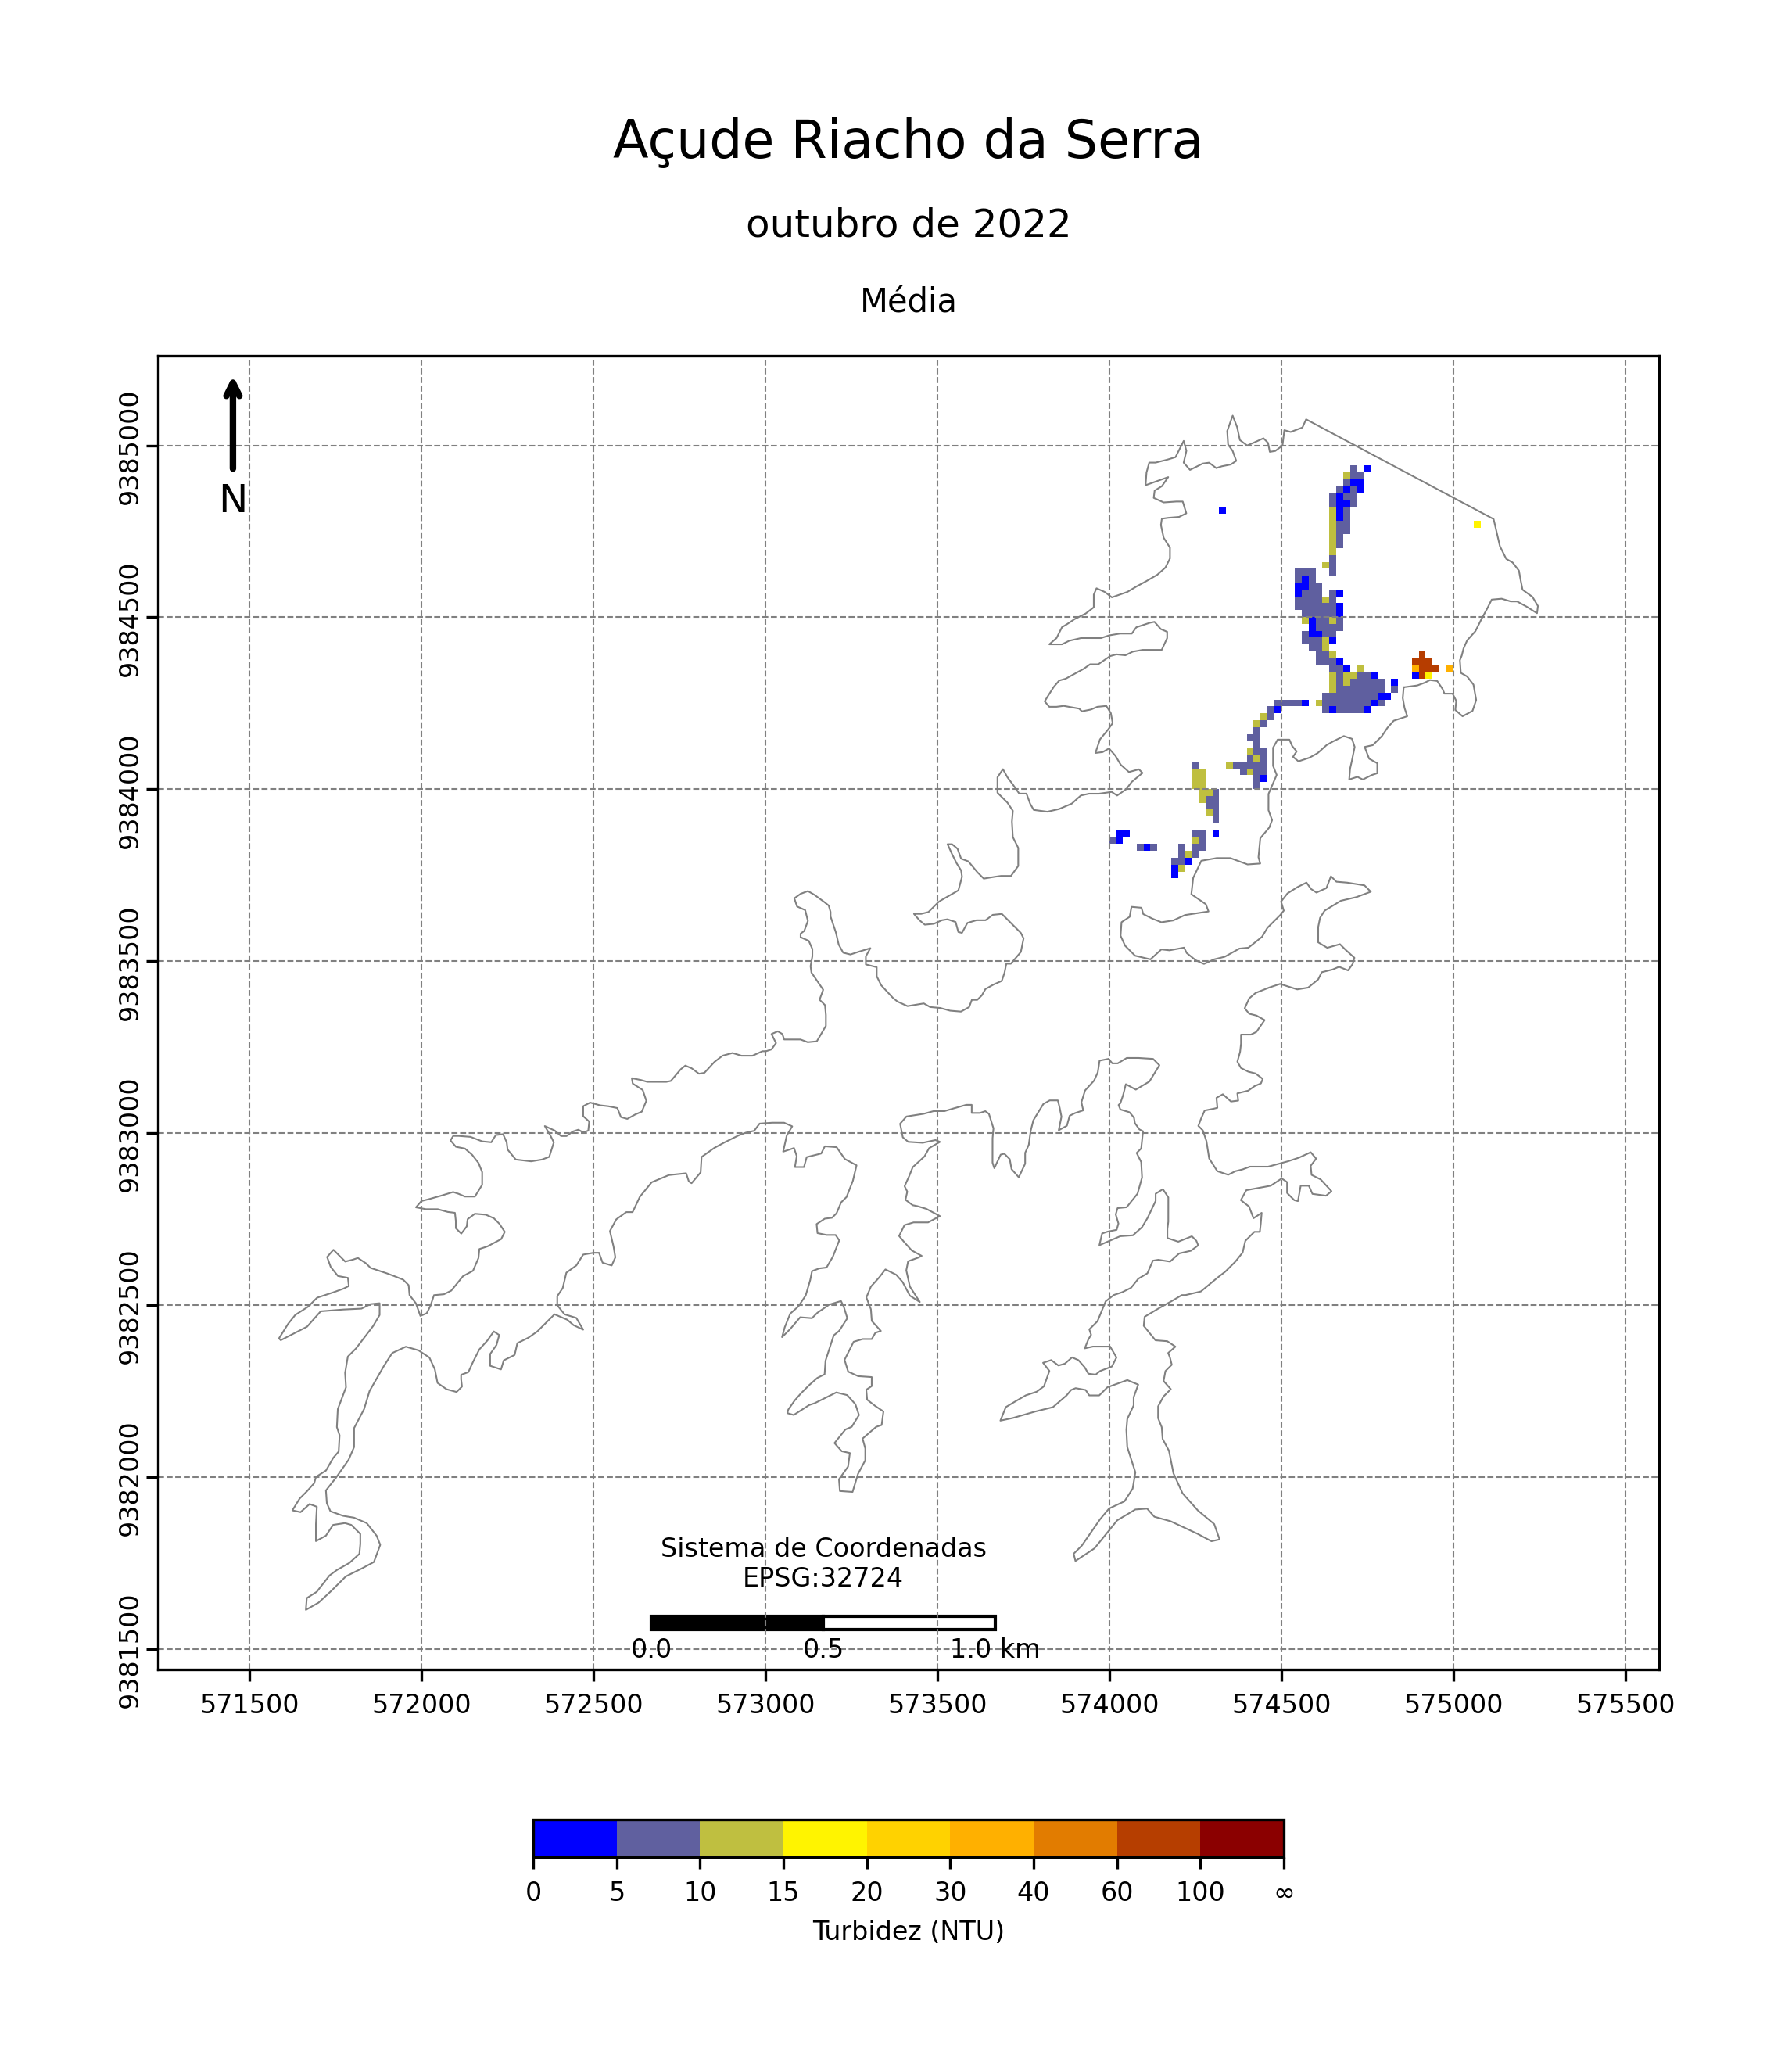 Açude Riacho da Serra
outubro de 2022
Média
N
9385000
9384500
9384000
9383500
9383000
9382500
9382000
9381500
Sistema de Coordenadas
EPSG:32724
0.0 0.5 1.0 km
571500 572000 572500 573000 573500 574000 574500 575000 575500
0 5 10 15 20 30 40 60 100 ∞
Turbidez (NTU)